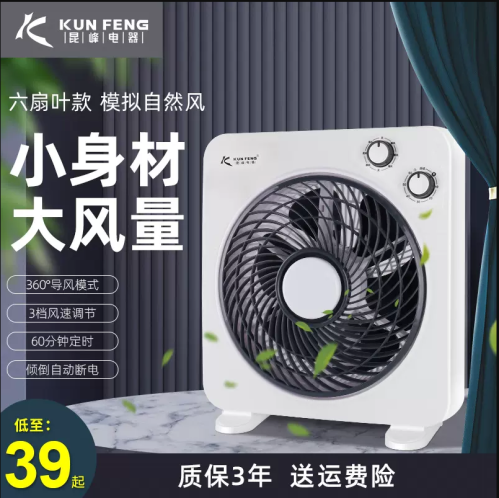 KUN FENG
昆峰电器
六扇叶款 模拟自然风
小身材
大风量
KUN FENG
360°导风模式
3档风速调节
60分钟定时
倾倒自动断电
低至:
39起
质保3年 送运费险